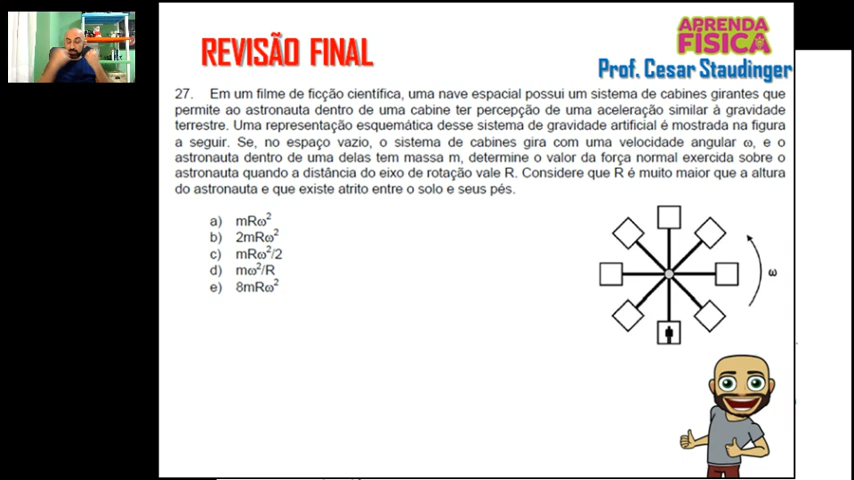 REVISÃO FINAL
APRENDA
FÍSICA
Prof. Cesar Staudinger
27. Em um filme de ficção científica, uma nave espacial possui um sistema de cabines girantes que
permite ao astronauta dentro de uma cabine ter percepção de uma aceleração similar à gravidade
terrestre. Uma representação esquemática desse sistema de gravidade artificial é mostrada na figura
a seguir. Se, no espaço vazio, o sistema de cabines gira com uma velocidade angular ω, e o
astronauta dentro de uma delas tem massa m, determine o valor da força normal exercida sobre o
astronauta quando a distância do eixo de rotação vale R. Considere que R é muito maior que a altura
do astronauta e que existe atrito entre o solo e seus pés.
a) mRω²
b) 2mRω²
c) mRω²/2
d) mω²/R
e) 8mRω²
ω